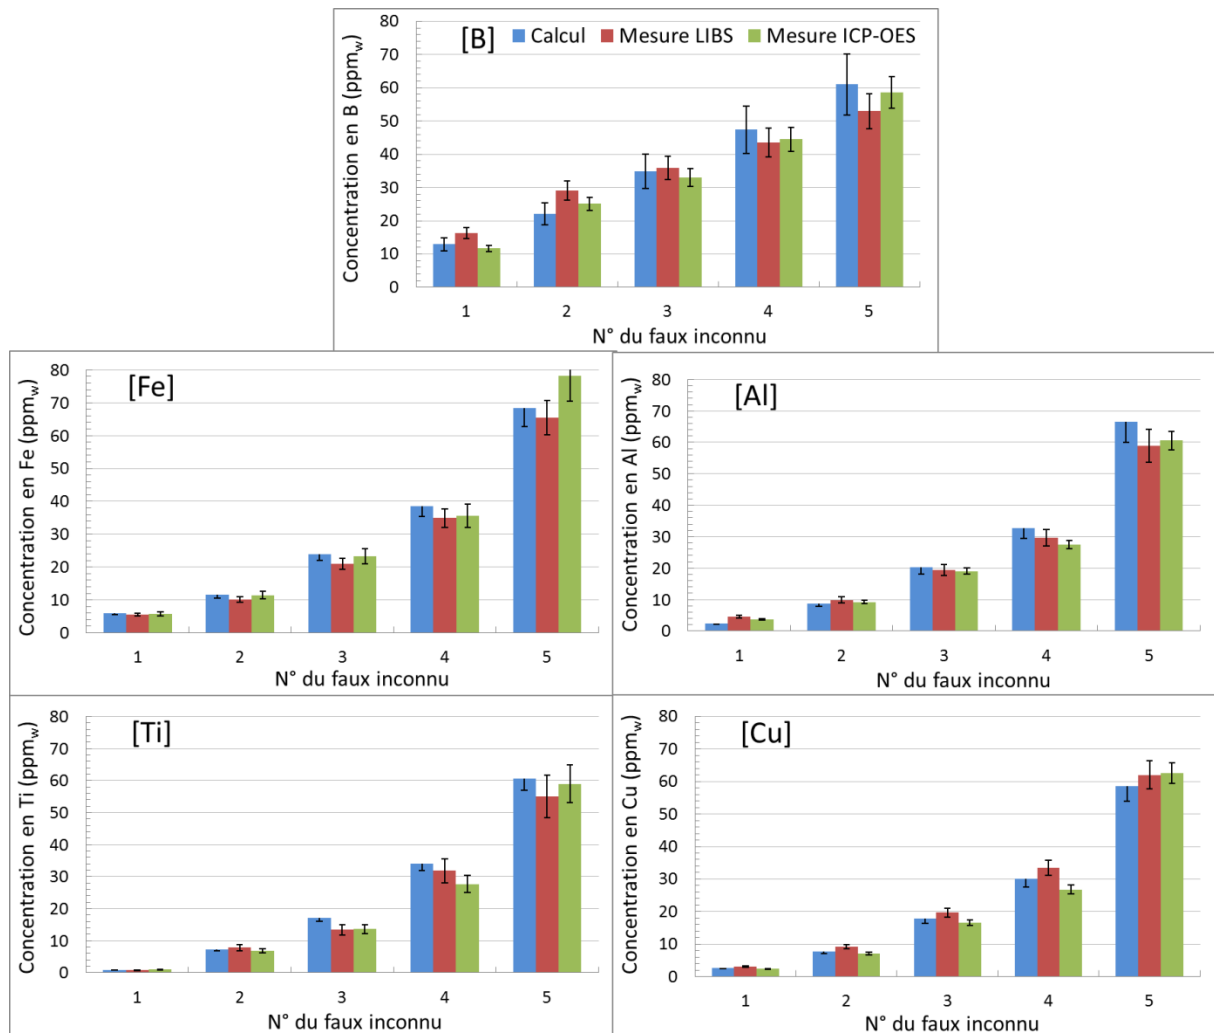 [B] Calcul Mesure LIBS Mesure ICP-OES
Concentration en B (ppmw)
80
70
60
50
40
30
20
10
0
1 2 3 4 5
N° du faux inconnu
[Fe]
Concentration en Fe (ppmw)
80
70
60
50
40
30
20
10
0
1 2 3 4 5
N° du faux inconnu
[Al]
Concentration en Al (ppmw)
80
70
60
50
40
30
20
10
0
1 2 3 4 5
N° du faux inconnu
[Ti]
Concentration en Ti (ppmw)
80
70
60
50
40
30
20
10
0
1 2 3 4 5
N° du faux inconnu
[Cu]
Concentration en Cu (ppmw)
80
70
60
50
40
30
20
10
0
1 2 3 4 5
N° du faux inconnu